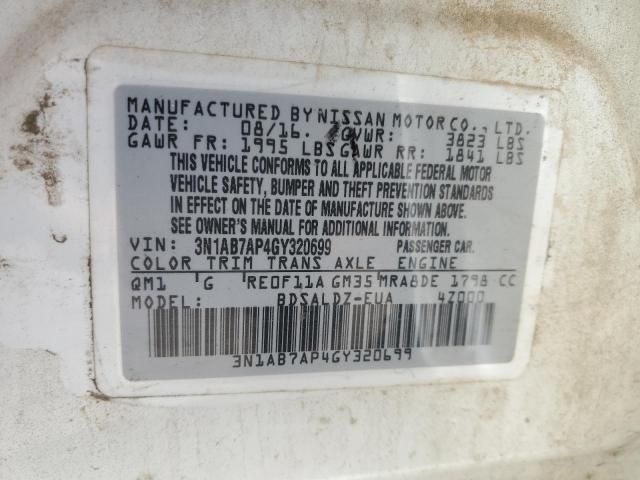 MANUFACTURED BY NISSAN MOTOR CO., LTD.
DATE: 08/16. GVWR: 3823 LBS
GAWR FR: 1995 LBS GAWR RR: 1841 LBS
THIS VEHICLE CONFORMS TO ALL APPLICABLE FEDERAL MOTOR
VEHICLE SAFETY, BUMPER AND THEFT PREVENTION STANDARDS
IN EFFECT ON THE DATE OF MANUFACTURE SHOWN ABOVE.
SEE OWNER'S MANUAL FOR ADDITIONAL INFORMATION.
VIN: 3N1AB7AP4GY320699 PASSENGER CAR.
COLOR TRIM TRANS AXLE ENGINE
QM1 G RE0F11A GM35 MRA8DE 1798 CC
MODEL: BDSALDZ-EUA 4Z000
3N1AB7AP4GY320699